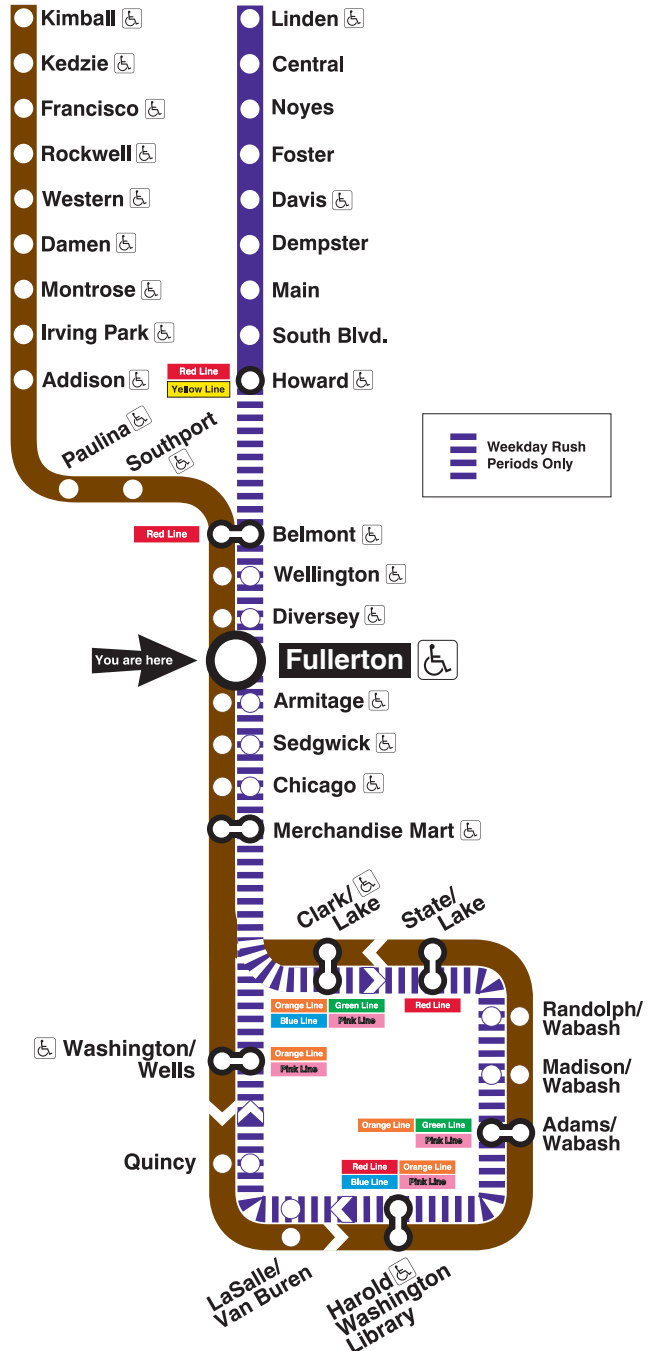 Kimball
Kedzie
Francisco
Rockwell
Western
Damen
Montrose
Irving Park
Addison
Paulina
Southport
Linden
Central
Noyes
Foster
Davis
Dempster
Main
South Blvd.
Red Line
Yellow Line
Howard
Weekday Rush
Periods Only
Red Line
Belmont
Wellington
Diversey
You are here
Fullerton
Armitage
Sedgwick
Chicago
Merchandise Mart
Clark/
Lake
State/
Lake
Orange Line
Green Line
Blue Line
Pink Line
Red Line
Randolph/
Wabash
Washington/
Wells
Orange Line
Pink Line
Madison/
Wabash
Orange Line
Green Line
Pink Line
Adams/
Wabash
Quincy
Red Line
Orange Line
Blue Line
Pink Line
LaSalle/
Van Buren
Harold
Washington
Library